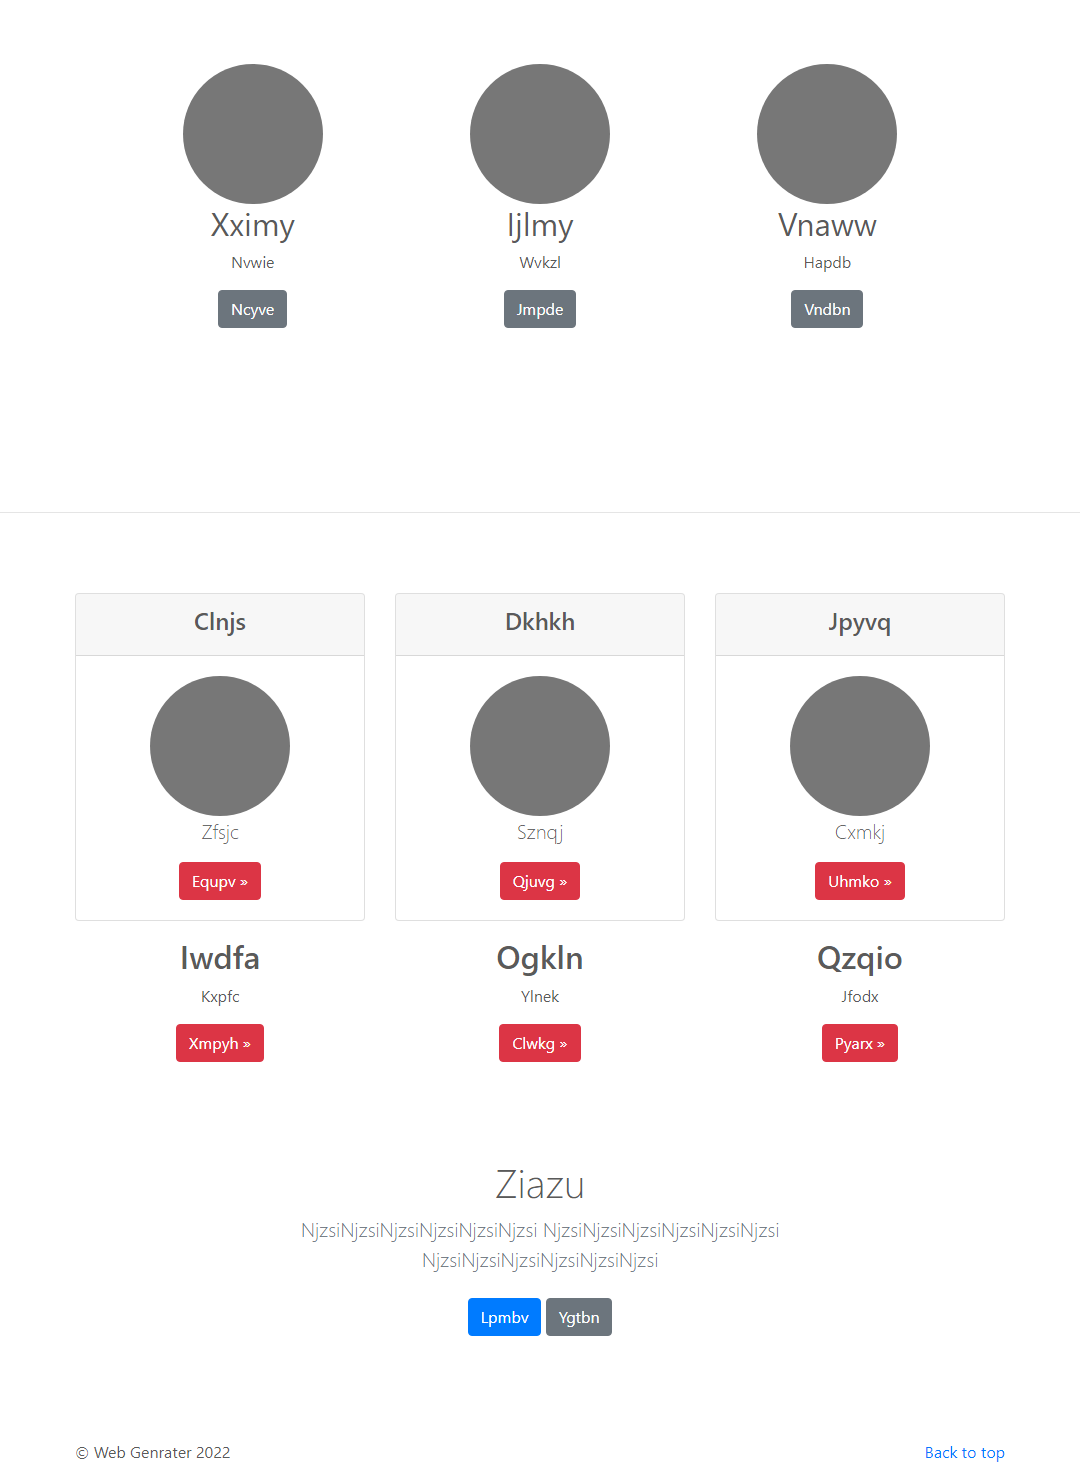 Xximy Ijlmy Vnaww
Nvwie Wvkzl Hapdb
Ncyve Jmpde Vndbn
Clnjs Dkhkh Jpyvq
Zfsjc Sznqj Cxmkj
Equpv » Qjuvg » Uhmko »
Iwdfa Ogkln Qzqio
Kxpfc Ylnek Jfodx
Xmpyh » Clwkg » Pyarx »
Ziazu
NjzsiNjzsiNjzsiNjzsiNjzsiNjzsi NjzsiNjzsiNjzsiNjzsiNjzsiNjzsi
NjzsiNjzsiNjzsiNjzsiNjzsiNjzsi
Lpmbv Ygtbn
© Web Genrater 2022 Back to top